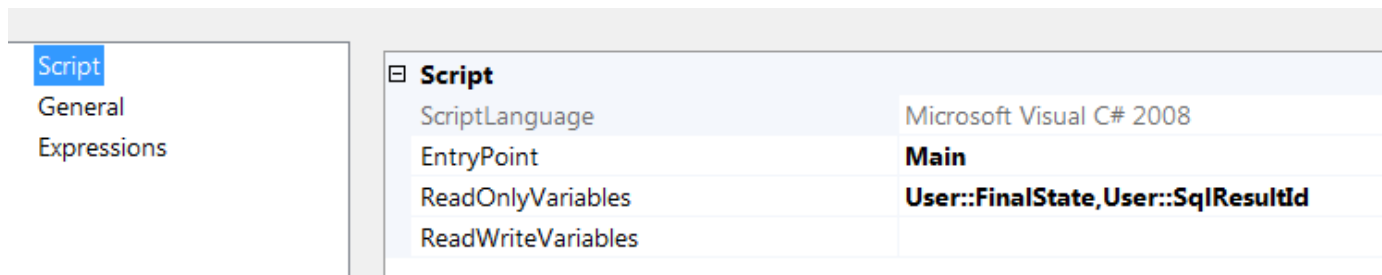 Script
General
Expressions
Script
ScriptLanguage Microsoft Visual C# 2008
EntryPoint Main
ReadOnlyVariables User::FinalState,User::SqlResultId
ReadWriteVariables